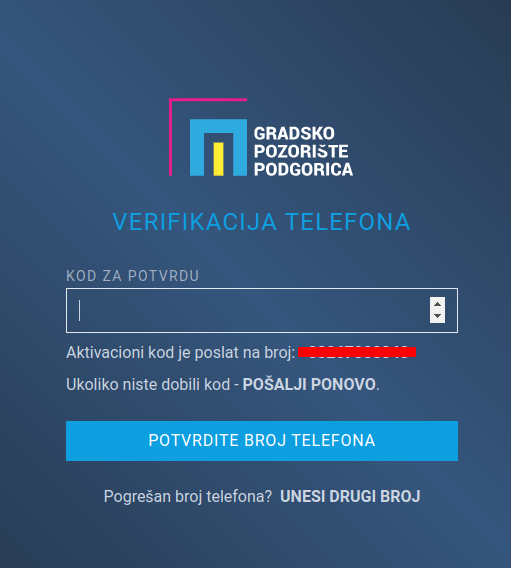 GRADSKO
POZORIŠTE
PODGORICA
VERIFIKACIJA TELEFONA
KOD ZA POTVRDU
Aktivacioni kod je poslat na broj:
Ukoliko niste dobili kod - POŠALJI PONOVO.
POTVRDITE BROJ TELEFONA
Pogrešan broj telefona? UNESI DRUGI BROJ